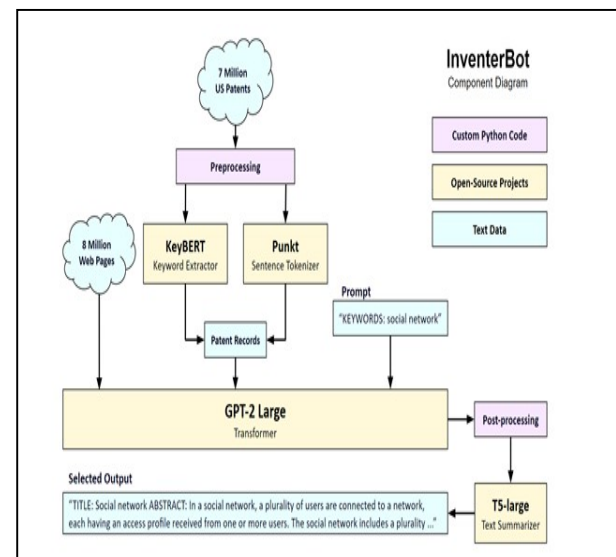 InventerBot
Component Diagram
7 Million
US Patents
Custom Python Code
Preprocessing
Open-Source Projects
Text Data
8 Million
Web Pages
KeyBERT
Keyword Extractor
Punkt
Sentence Tokenizer
Prompt
"KEYWORDS: social network"
Patent Records
GPT-2 Large
Transformer
Post-processing
Selected Output
"TITLE: Social network ABSTRACT: In a social network, a plurality of users are connected to a network,
each having an access profile received from one or more users. The social network includes a plurality ..."
T5-large
Text Summarizer